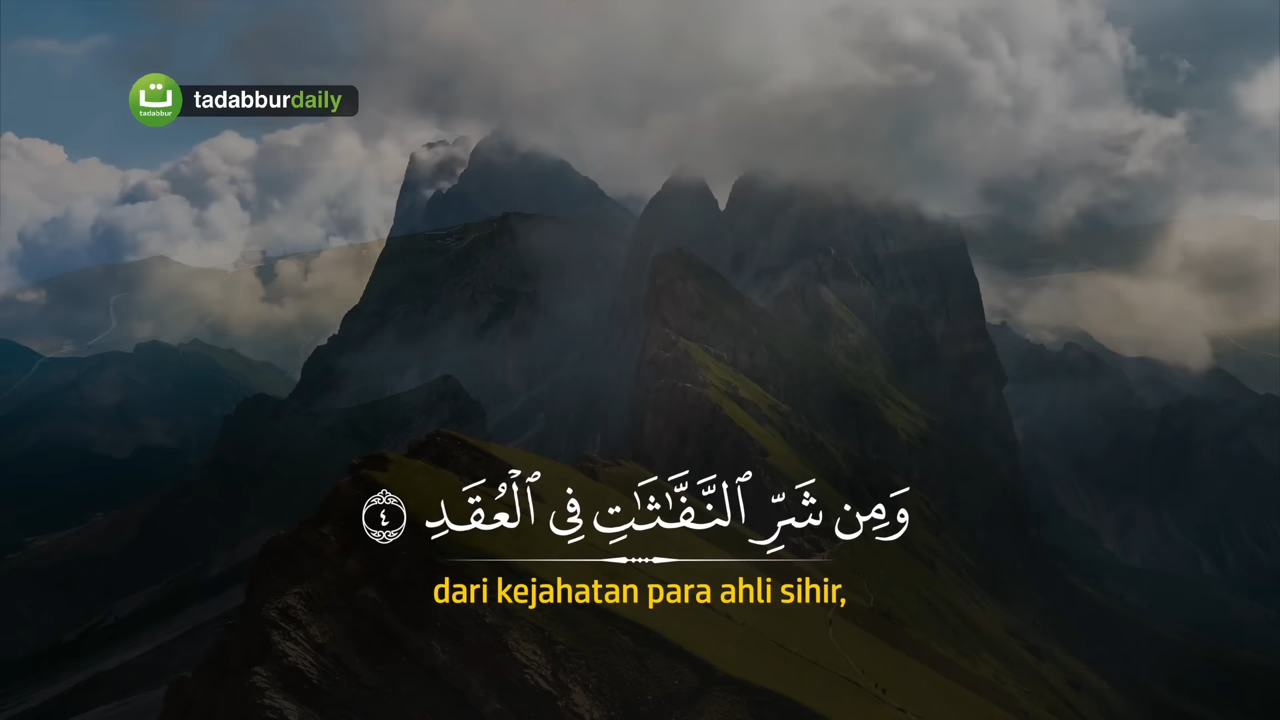 ت
tadabbur
tadabburdaily
وَمِن شَرِّ ٱلنَّفَّـٰثَـٰتِ فِى ٱلْعُقَدِ ٤
dari kejahatan para ahli sihir,